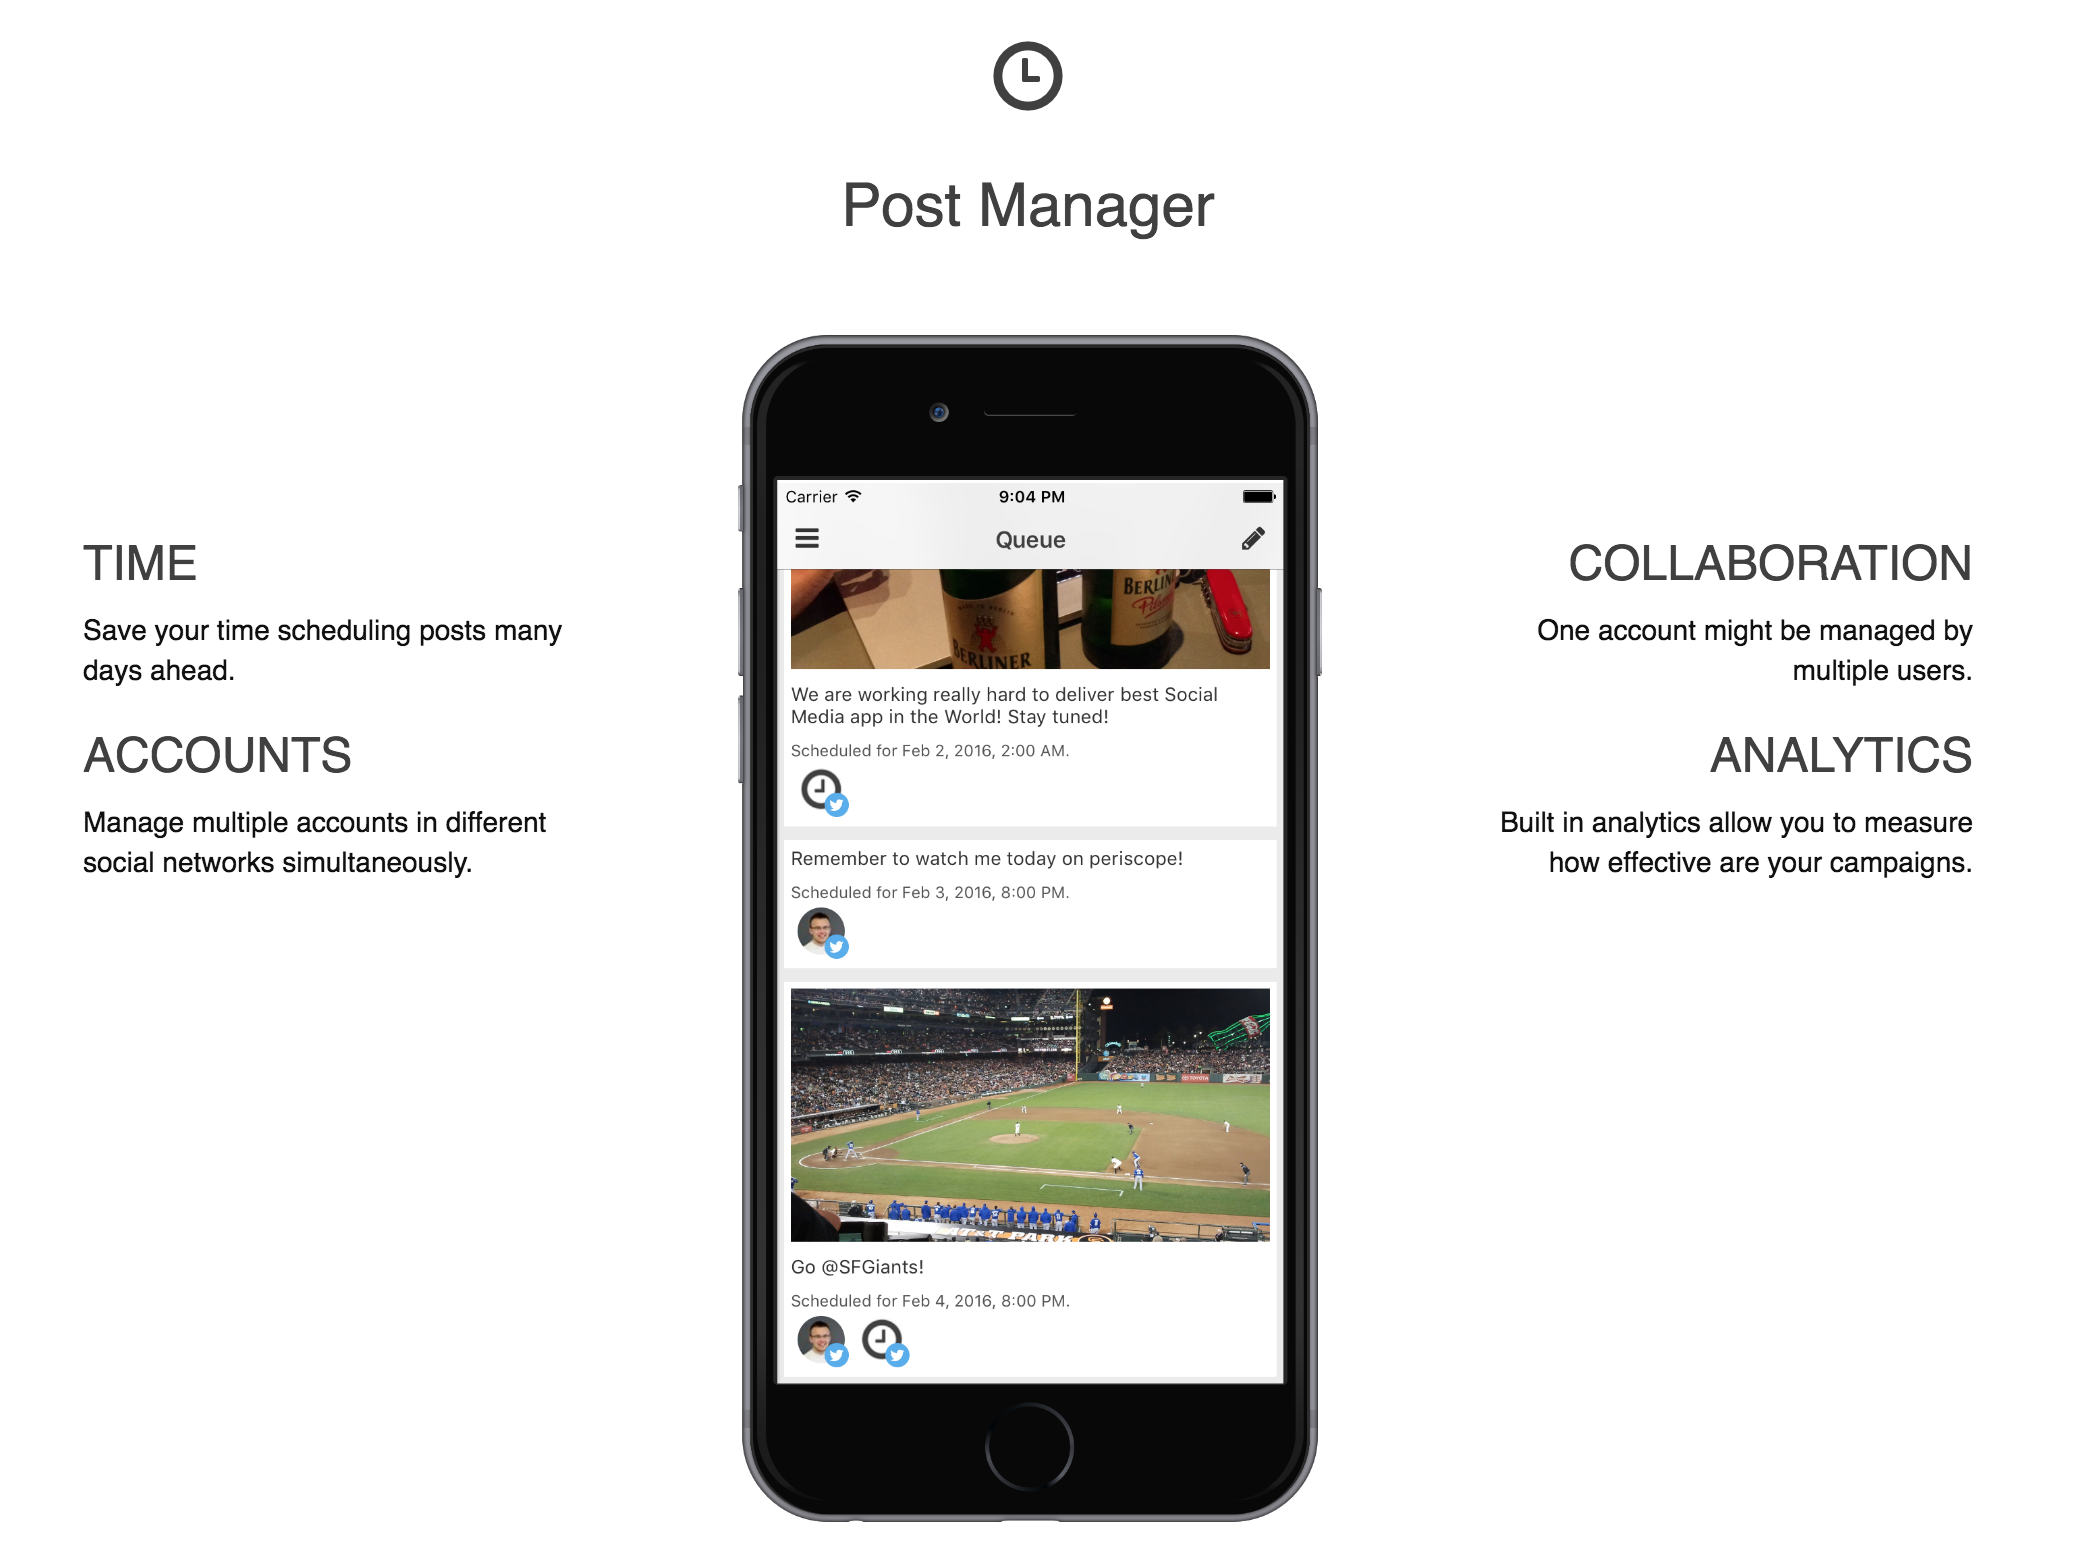 Post Manager
TIME
Save your time scheduling posts many
days ahead.
ACCOUNTS
Manage multiple accounts in different
social networks simultaneously.
Carrier
9:04 PM
Queue
BERLINER
BERLIN
Pilsner
We are working really hard to deliver best Social
Media app in the World! Stay tuned!
Scheduled for Feb 2, 2016, 2:00 AM.
Remember to watch me today on periscope!
Scheduled for Feb 3, 2016, 8:00 PM.
TOYOTA
AT&T PARK
Go @SFGiants!
Scheduled for Feb 4, 2016, 8:00 PM.
COLLABORATION
One account might be managed by
multiple users.
ANALYTICS
Built in analytics allow you to measure
how effective are your campaigns.